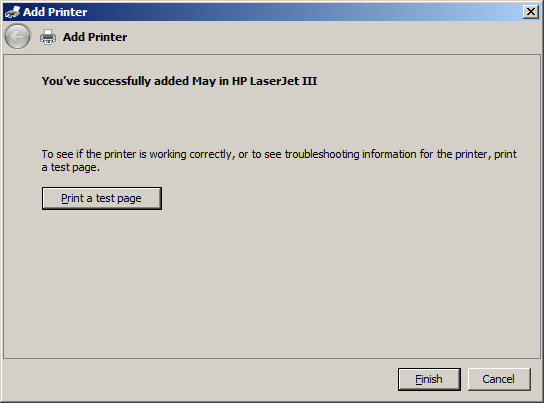 Add Printer
Add Printer
You've successfully added May in HP LaserJet III
To see if the printer is working correctly, or to see troubleshooting information for the printer, print
a test page.
Print a test page
Finish
Cancel